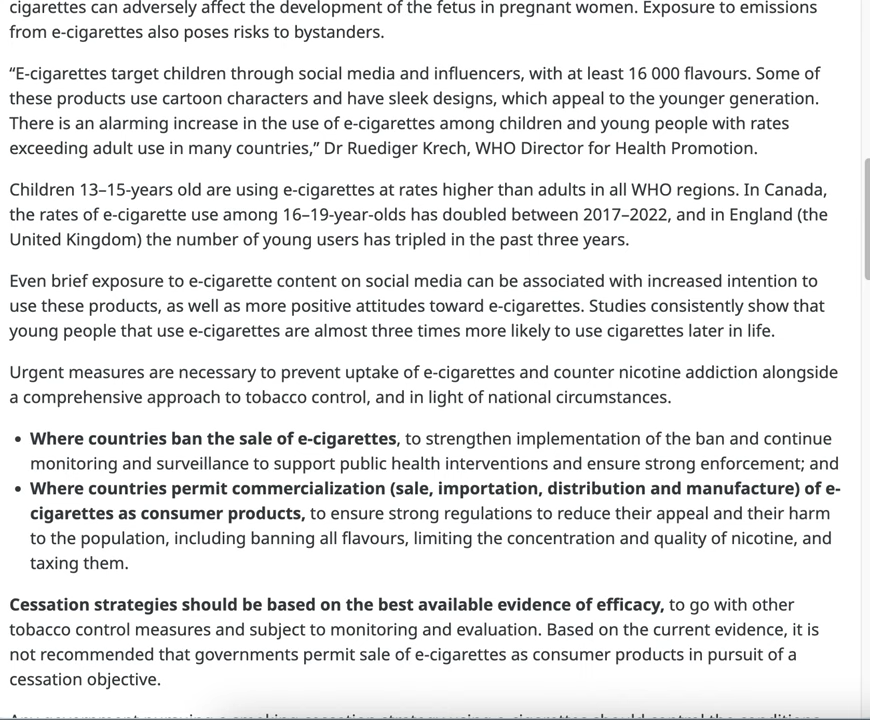 cigarettes can adversely affect the development of the fetus in pregnant women. Exposure to emissions
from e-cigarettes also poses risks to bystanders.
“E-cigarettes target children through social media and influencers, with at least 16 000 flavours. Some of
these products use cartoon characters and have sleek designs, which appeal to the younger generation.
There is an alarming increase in the use of e-cigarettes among children and young people with rates
exceeding adult use in many countries,” Dr Ruediger Krech, WHO Director for Health Promotion.
Children 13–15-years old are using e-cigarettes at rates higher than adults in all WHO regions. In Canada,
the rates of e-cigarette use among 16–19-year-olds has doubled between 2017–2022, and in England (the
United Kingdom) the number of young users has tripled in the past three years.
Even brief exposure to e-cigarette content on social media can be associated with increased intention to
use these products, as well as more positive attitudes toward e-cigarettes. Studies consistently show that
young people that use e-cigarettes are almost three times more likely to use cigarettes later in life.
Urgent measures are necessary to prevent uptake of e-cigarettes and counter nicotine addiction alongside
a comprehensive approach to tobacco control, and in light of national circumstances.
• Where countries ban the sale of e-cigarettes, to strengthen implementation of the ban and continue
monitoring and surveillance to support public health interventions and ensure strong enforcement; and
• Where countries permit commercialization (sale, importation, distribution and manufacture) of e-
cigarettes as consumer products, to ensure strong regulations to reduce their appeal and their harm
to the population, including banning all flavours, limiting the concentration and quality of nicotine, and
taxing them.
Cessation strategies should be based on the best available evidence of efficacy, to go with other
tobacco control measures and subject to monitoring and evaluation. Based on the current evidence, it is
not recommended that governments permit sale of e-cigarettes as consumer products in pursuit of a
cessation objective.